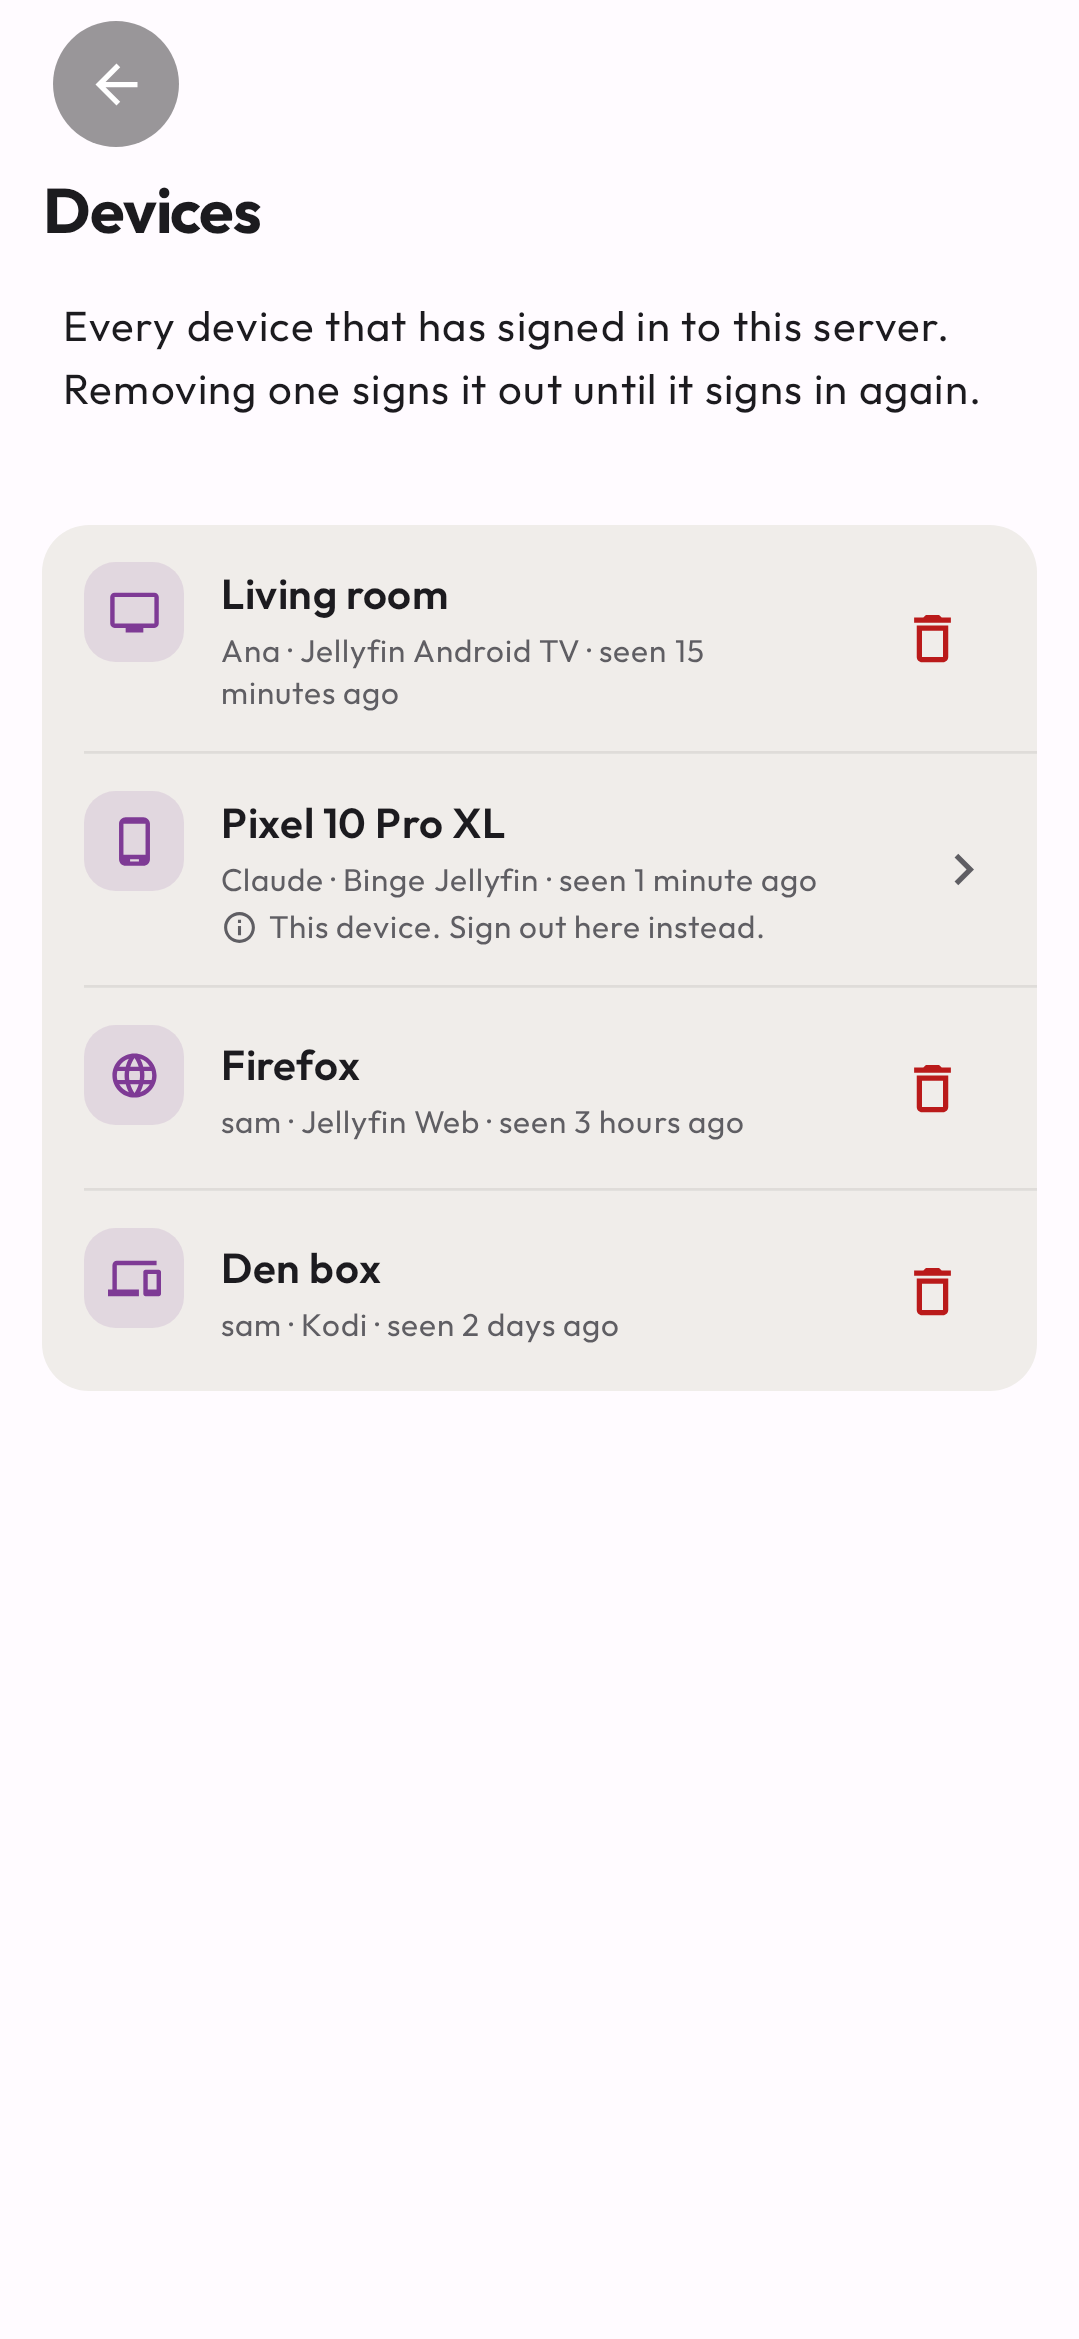 Devices
Every device that has signed in to this server.
Removing one signs it out until it signs in again.
Living room
Ana · Jellyfin Android TV · seen 15
minutes ago
Pixel 10 Pro XL
Claude · Binge Jellyfin · seen 1 minute ago
This device. Sign out here instead.
Firefox
sam · Jellyfin Web · seen 3 hours ago
Den box
sam · Kodi · seen 2 days ago